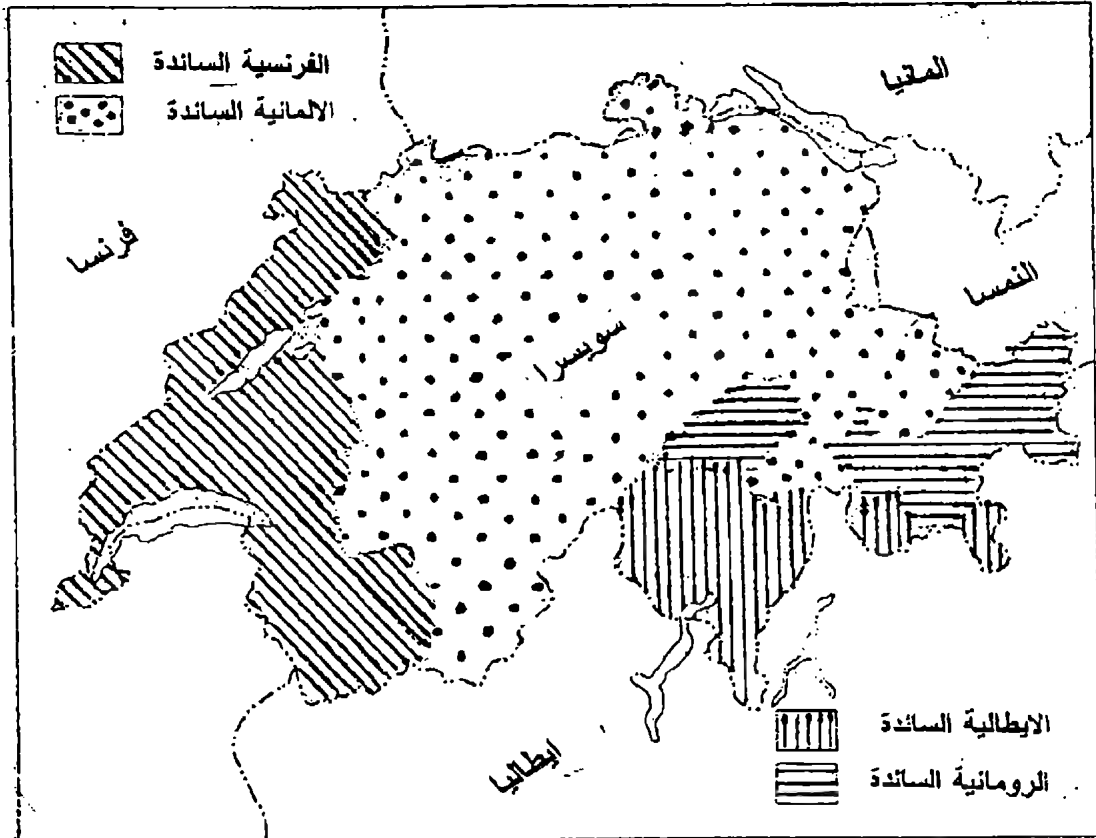 الفرنسية السائدة
الالمانية السائدة
المانيا
فرنسا
النمسا
سويسرا
الايطالية السائدة
الرومانية السائدة
ايطاليا